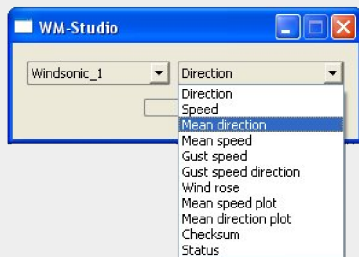 WM-Studio
Windsonic_1 Direction
Direction
Speed
Mean direction
Mean speed
Gust speed
Gust speed direction
Wind rose
Mean speed plot
Mean direction plot
Checksum
Status